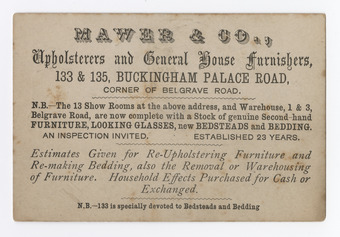 MAWER & CO.,
Upholsterers and General House Furnishers,
133 & 135, BUCKINGHAM PALACE ROAD,
CORNER OF BELGRAVE ROAD.
N.B.—The 13 Show Rooms at the above address, and Warehouse, 1 & 3,
Belgrave Road, are now complete with a Stock of genuine Second-hand
FURNITURE, LOOKING GLASSES, new BEDSTEADS and BEDDING.
AN INSPECTION INVITED. ESTABLISHED 23 YEARS.
Estimates Given for Re-Upholstering Furniture and
Re-making Bedding, also the Removal or Warehousing
of Furniture. Household Effects Purchased for Cash or
Exchanged.
N.B.—133 is specially devoted to Bedsteads and Bedding